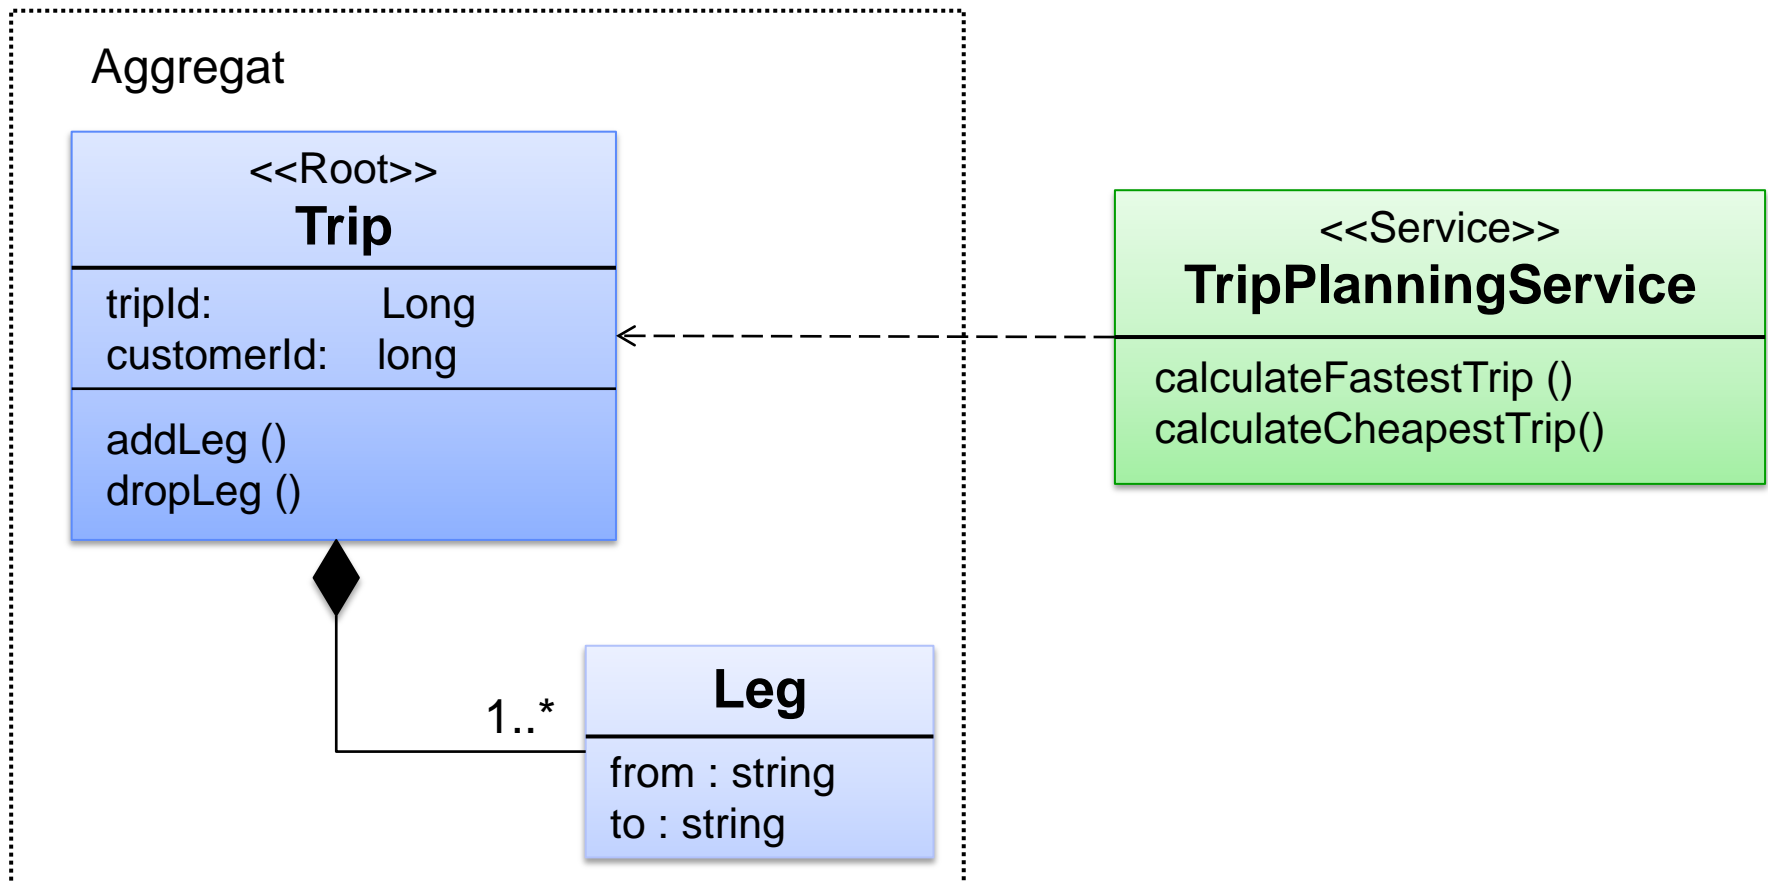 Aggregat
<<Root>>
Trip
tripId: Long
customerId: long
addLeg ()
dropLeg ()
1..*
Leg
from : string
to : string
<<Service>>
TripPlanningService
calculateFastestTrip ()
calculateCheapestTrip()